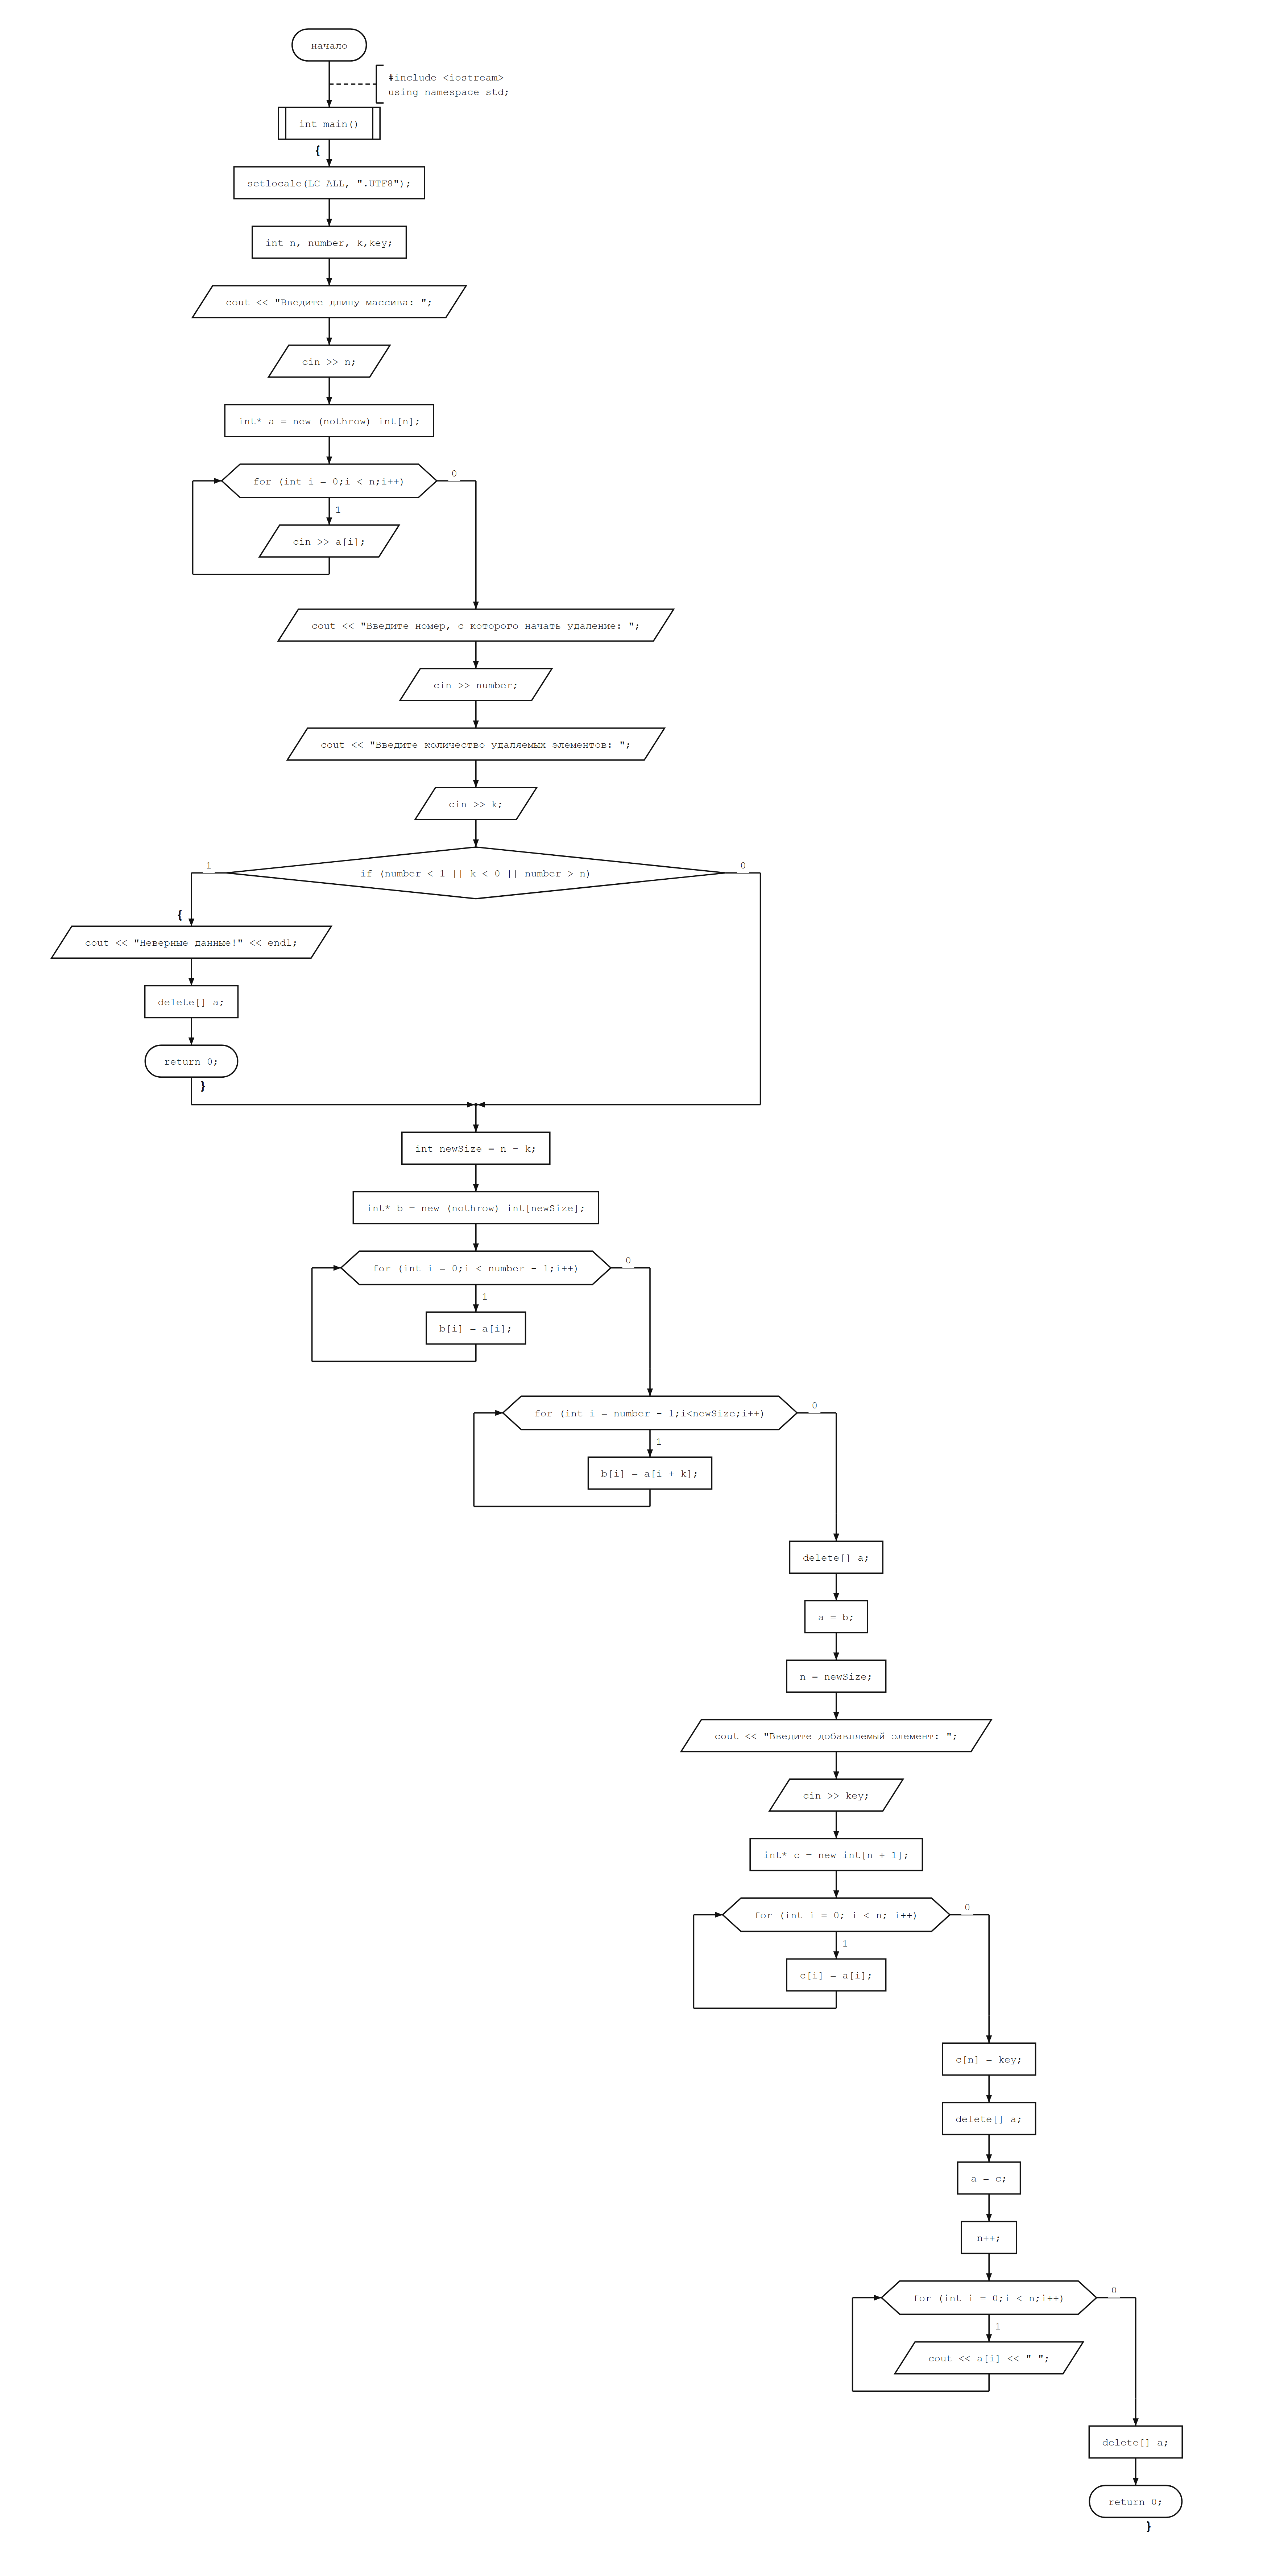 начало
#include <iostream>
using namespace std;
int main()
{
setlocale(LC_ALL, ".UTF8");
int n, number, k,key;
cout << "Введите длину массива: ";
cin >> n;
int* a = new (nothrow) int[n];
for (int i = 0;i < n;i++)
0
1
cin >> a[i];
cout << "Введите номер, с которого начать удаление: ";
cin >> number;
cout << "Введите количество удаляемых элементов: ";
cin >> k;
if (number < 1 || k < 0 || number > n)
1
0
{
cout << "Неверные данные!" << endl;
delete[] a;
return 0;
}
int newSize = n - k;
int* b = new (nothrow) int[newSize];
for (int i = 0;i < number - 1;i++)
0
1
b[i] = a[i];
for (int i = number - 1;i<newSize;i++)
0
1
b[i] = a[i + k];
delete[] a;
a = b;
n = newSize;
cout << "Введите добавляемый элемент: ";
cin >> key;
int* c = new int[n + 1];
for (int i = 0; i < n; i++)
0
1
c[i] = a[i];
c[n] = key;
delete[] a;
a = c;
n++;
for (int i = 0;i < n;i++)
0
1
cout << a[i] << " ";
delete[] a;
return 0;
}